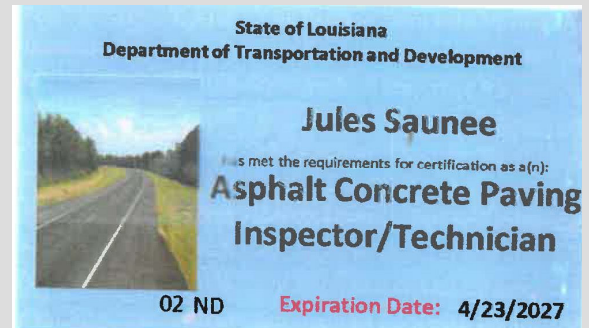 State of Louisiana
Department of Transportation and Development
Jules Saunee
has met the requirements for certification as a(n):
Asphalt Concrete Paving
Inspector/Technician
02 ND Expiration Date: 4/23/2027